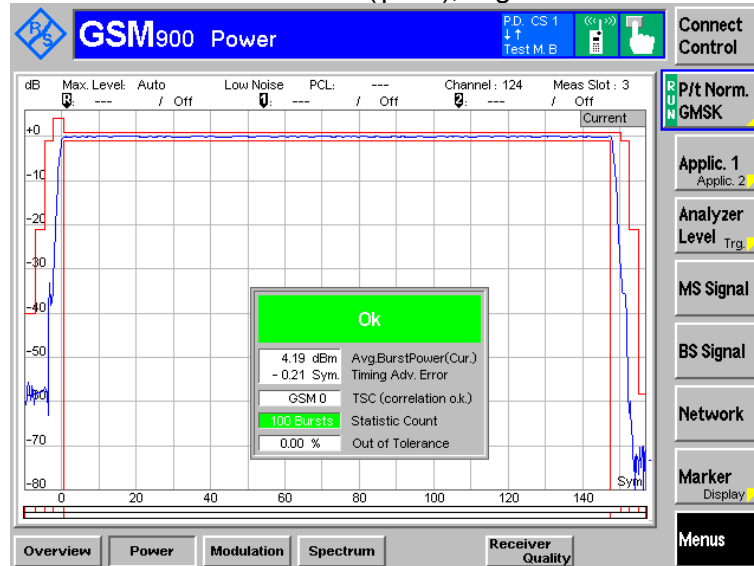 GSM900 Power
P.D. CS 1
Test M. B
Connect
Control
dB Max. Level: Auto Low Noise PCL: --- Channel : 124 Meas Slot : 3
R: --- / Off 1: --- / Off 2: --- / Off
Current
+0
-10
-20
-30
-40
-50
-70
-80
0 20 40 60 80 100 120 140
Sym
Ok
4.19 dBm Avg.BurstPower(Cur.)
- 0.21 Sym. Timing Adv. Error
GSM 0 TSC (correlation o.k.)
100 Bursts Statistic Count
0.00 % Out of Tolerance
RUN
P/t Norm.
GMSK
Applic. 1
Applic. 2
Analyzer
Level Trg.
MS Signal
BS Signal
Network
Marker
Display
Menus
Overview Power Modulation Spectrum Receiver
Quality